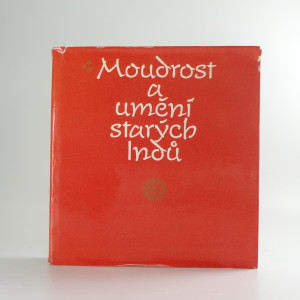 Moudrost
a
umění
starých
Indů